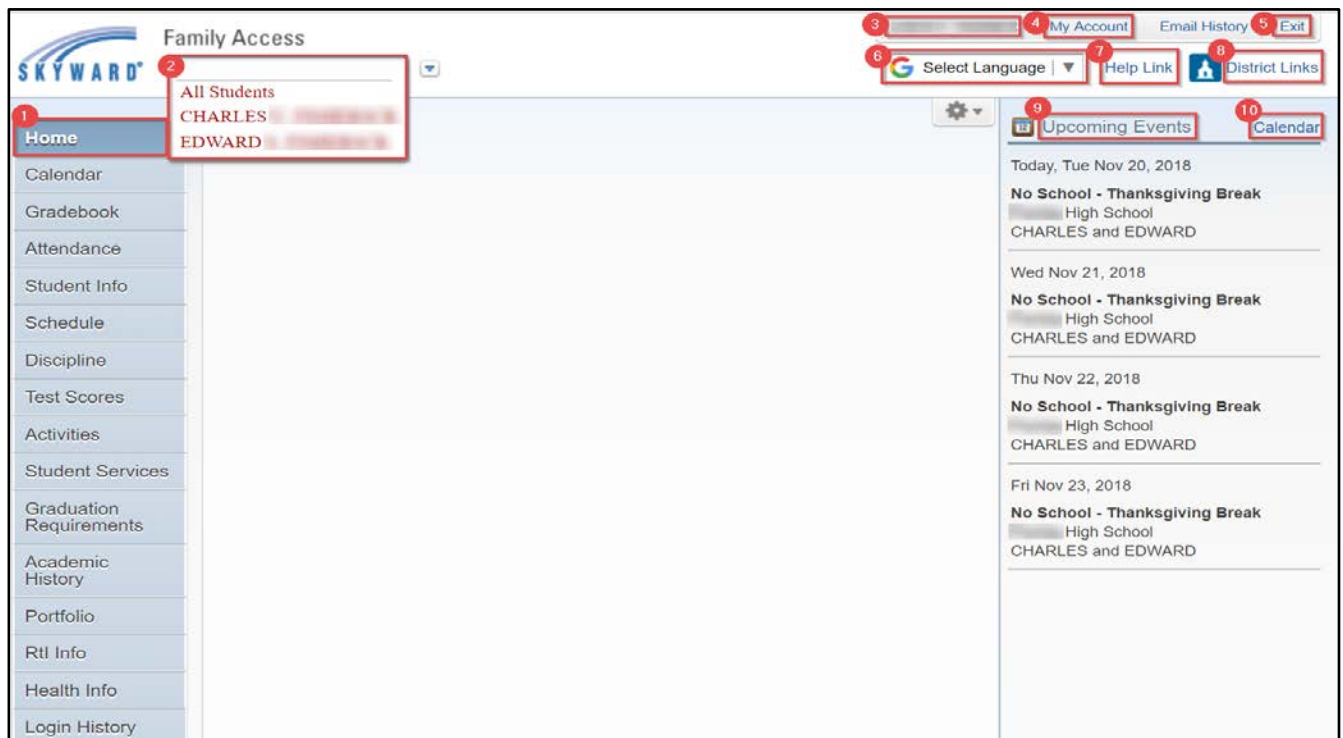 3
4 My Account
Email History
5 Exit
SKYWARD®
Family Access
6 Select Language ▼
7 Help Link
8 District Links
2
All Students
CHARLES
EDWARD
1
Home
Calendar
Gradebook
Attendance
Student Info
Schedule
Discipline
Test Scores
Activities
Student Services
Graduation
Requirements
Academic
History
Portfolio
RtI Info
Health Info
Login History
9 Upcoming Events
10 Calendar
Today, Tue Nov 20, 2018
No School - Thanksgiving Break
High School
CHARLES and EDWARD
Wed Nov 21, 2018
No School - Thanksgiving Break
High School
CHARLES and EDWARD
Thu Nov 22, 2018
No School - Thanksgiving Break
High School
CHARLES and EDWARD
Fri Nov 23, 2018
No School - Thanksgiving Break
High School
CHARLES and EDWARD